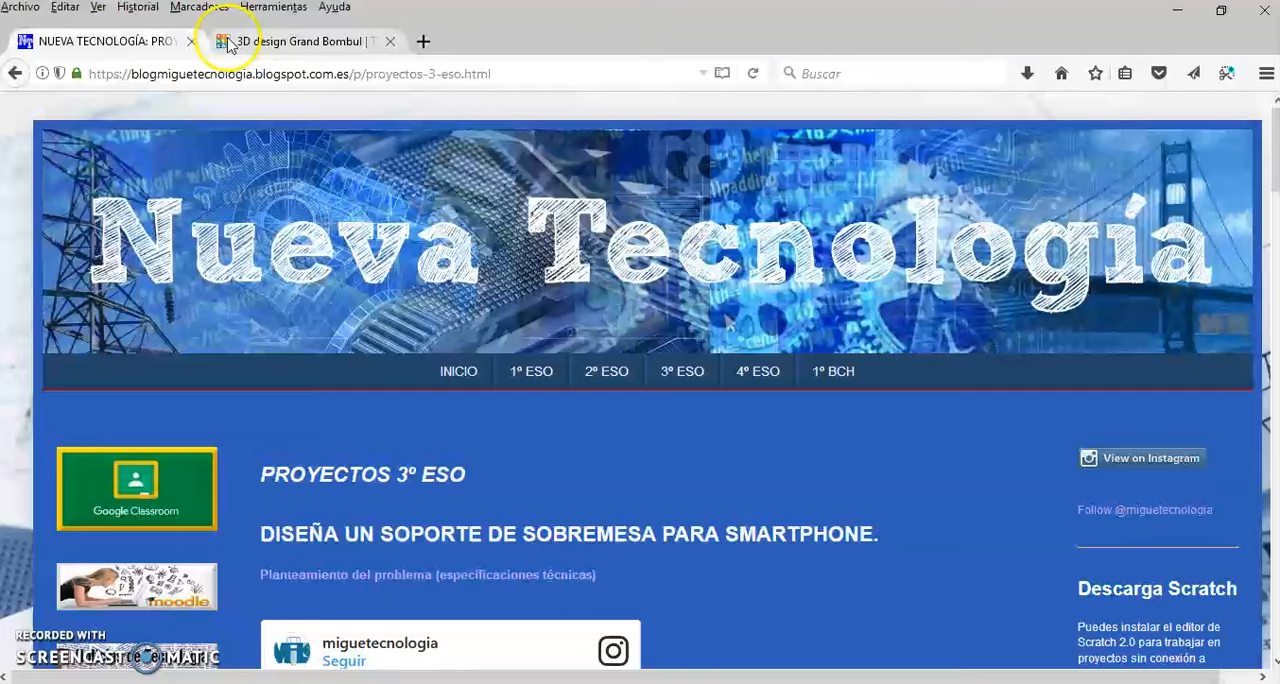 Archivo Editar Ver Historial Marcadores Herramientas Ayuda
NUEVA TECNOLOGÍA: PROY
3D design Grand Bombul | T
https://blogmiguetecnologia.blogspot.com.es/p/proyectos-3-eso.html
Buscar
Nueva Tecnología
INICIO 1º ESO 2º ESO 3º ESO 4º ESO 1º BCH
Google Classroom
moodle
PROYECTOS 3º ESO
DISEÑA UN SOPORTE DE SOBREMESA PARA SMARTPHONE.
Planteamiento del problema (especificaciones técnicas)
miguetecnologia
Seguir
View on Instagram
Follow @miguetecnologia
Descarga Scratch
Puedes instalar el editor de
Scratch 2.0 para trabajar en
proyectos sin conexión a
RECORDED WITH
SCREENCAST MATIC